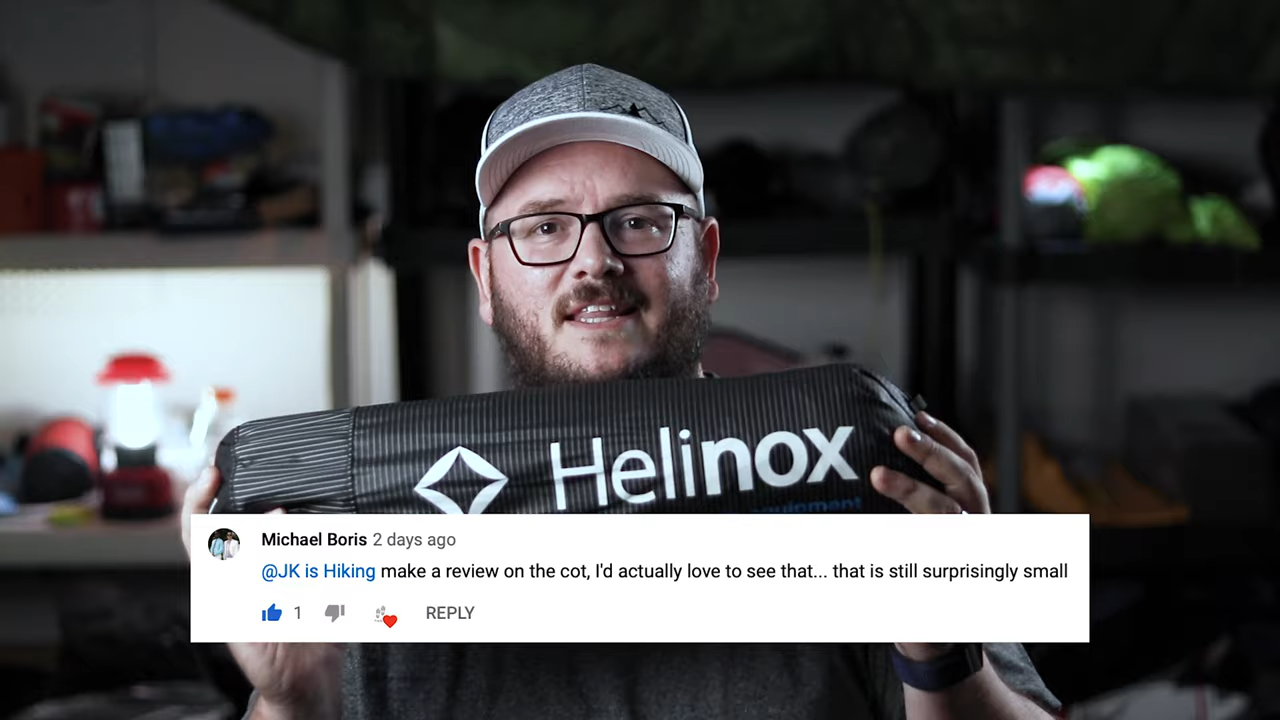 Helinox
equipment
Michael Boris 2 days ago
@JK is Hiking make a review on the cot, I'd actually love to see that... that is still surprisingly small
1
REPLY